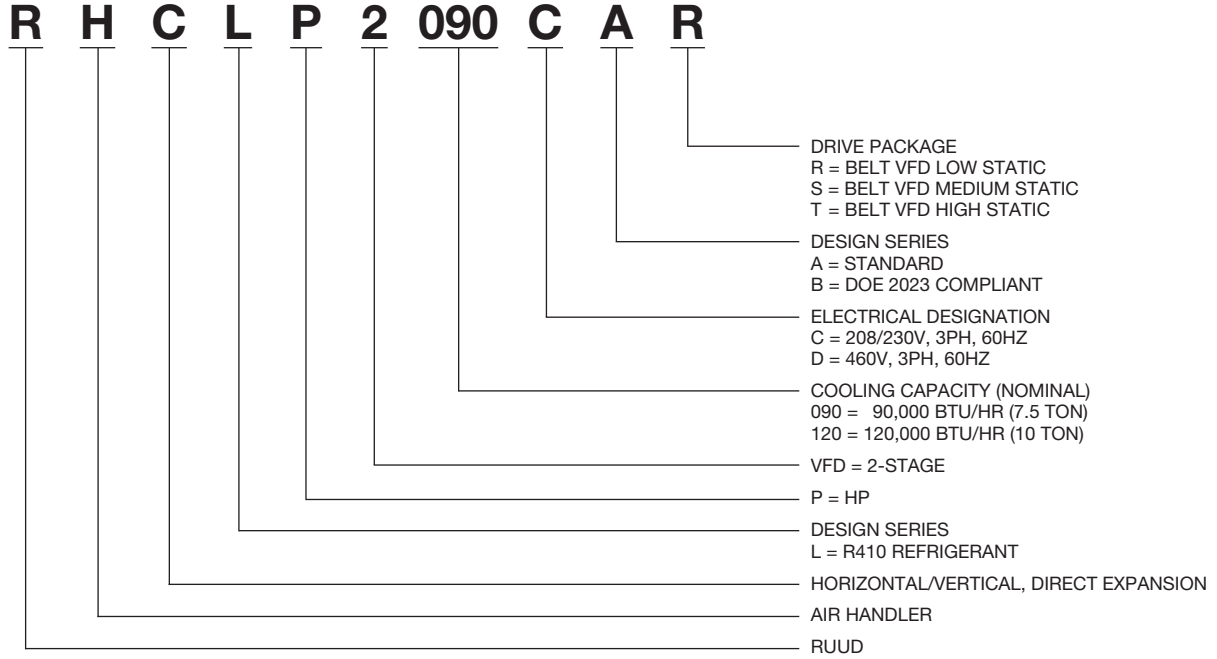 R H C L P 2 090 C A R
DRIVE PACKAGE
R = BELT VFD LOW STATIC
S = BELT VFD MEDIUM STATIC
T = BELT VFD HIGH STATIC
DESIGN SERIES
A = STANDARD
B = DOE 2023 COMPLIANT
ELECTRICAL DESIGNATION
C = 208/230V, 3PH, 60HZ
D = 460V, 3PH, 60HZ
COOLING CAPACITY (NOMINAL)
090 = 90,000 BTU/HR (7.5 TON)
120 = 120,000 BTU/HR (10 TON)
VFD = 2-STAGE
P = HP
DESIGN SERIES
L = R410 REFRIGERANT
HORIZONTAL/VERTICAL, DIRECT EXPANSION
AIR HANDLER
RUUD